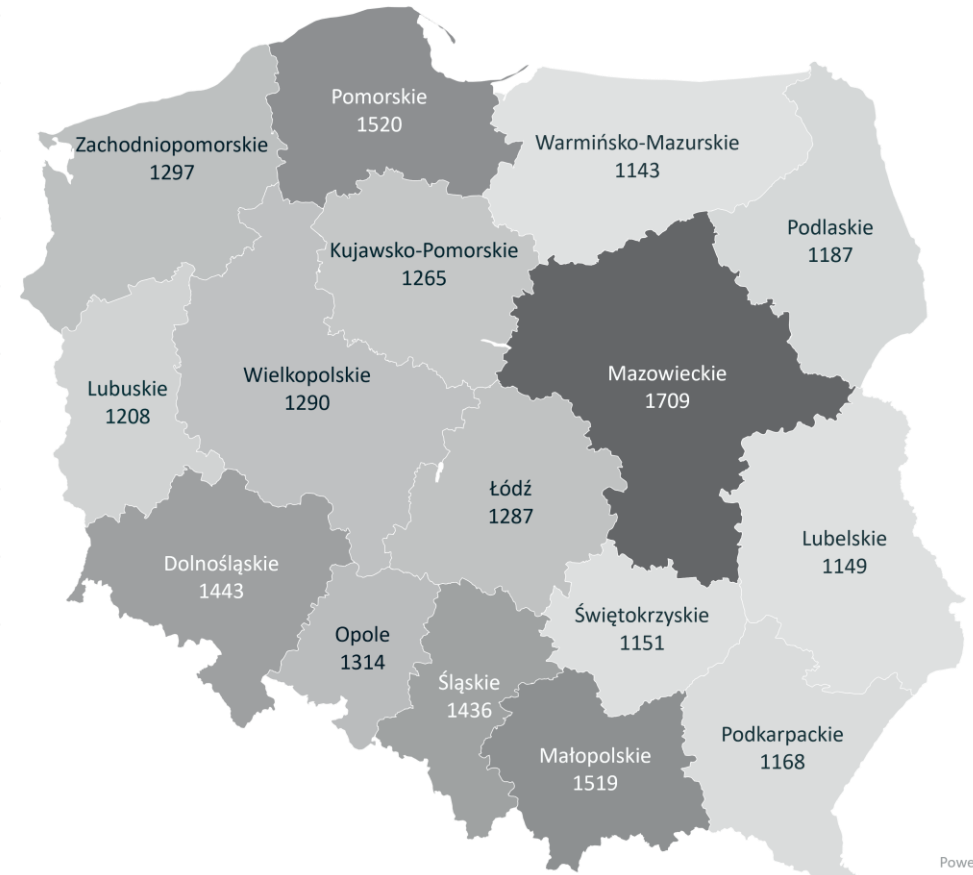 Pomorskie
1520
Zachodniopomorskie
1297
Warmińsko-Mazurskie
1143
Podlaskie
1187
Kujawsko-Pomorskie
1265
Mazowieckie
1709
Wielkopolskie
1290
Lubuskie
1208
Łódź
1287
Lubelskie
1149
Dolnośląskie
1443
Świętokrzyskie
1151
Opole
1314
Śląskie
1436
Podkarpackie
1168
Małopolskie
1519
Powe